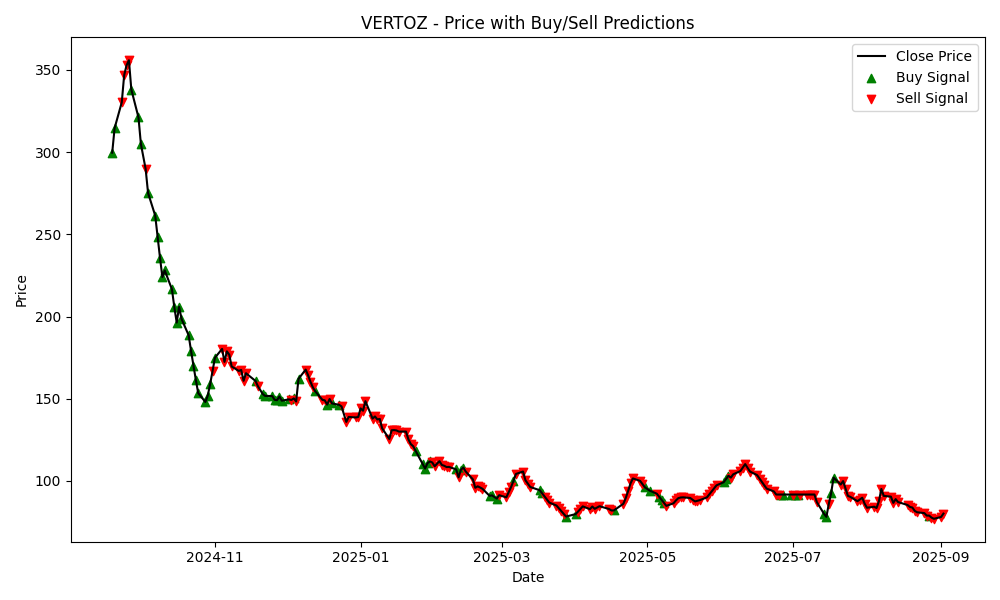 VERTOZ - Price with Buy/Sell Predictions
Close Price
Buy Signal
Sell Signal
Price
350
300
250
200
150
100
2024-11
2025-01
2025-03
2025-05
2025-07
2025-09
Date